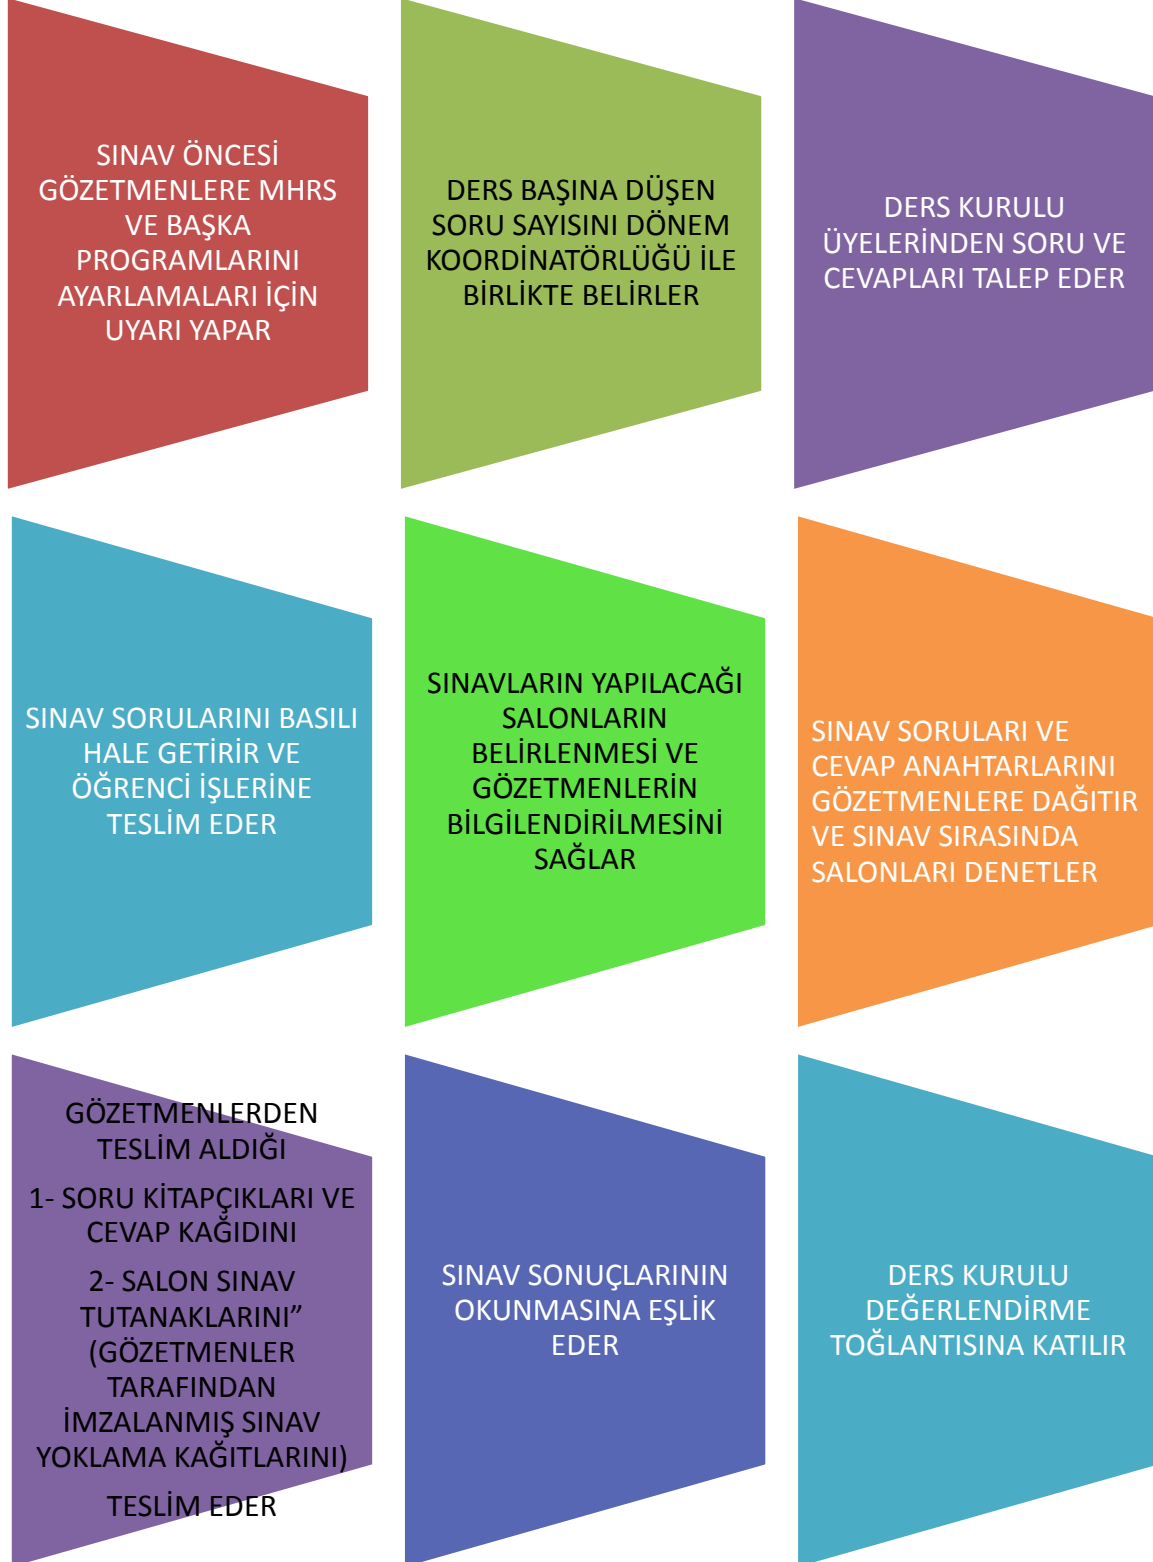 SINAV ÖNCESİ
GÖZETMENLERE MHRS
VE BAŞKA
PROGRAMLARINI
AYARLAMALARI İÇİN
UYARI YAPAR
DERS BAŞINA DÜŞEN
SORU SAYISINI DÖNEM
KOORDİNATÖRLÜĞÜ İLE
BİRLİKTE BELİRLER
DERS KURULU
ÜYELERİNDEN SORU VE
CEVAPLARI TALEP EDER
SINAV SORULARINI BASILI
HALE GETİRİR VE
ÖĞRENCİ İŞLERİNE
TESLİM EDER
SINAVLARIN YAPILACAĞI
SALONLARIN
BELİRLENMESİ VE
GÖZETMENLERİN
BİLGİLENDİRİLMESİNİ
SAĞLAR
SINAV SORULARI VE
CEVAP ANAHTARLARINI
GÖZETMENLERE DAĞITIR
VE SINAV SIRASINDA
SALONLARI DENETLER
GÖZETMENLERDEN
TESLİM ALDIĞI
1- SORU KİTAPÇIKLARI VE
CEVAP KAĞIDINI
2- SALON SINAV
TUTANAKLARINI”
(GÖZETMENLER
TARAFINDAN
İMZALANMIŞ SINAV
YOKLAMA KAĞITLARINI)
TESLİM EDER
SINAV SONUÇLARININ
OKUNMASINA EŞLİK
EDER
DERS KURULU
DEĞERLENDİRME
TOĞLANTISINA KATILIR